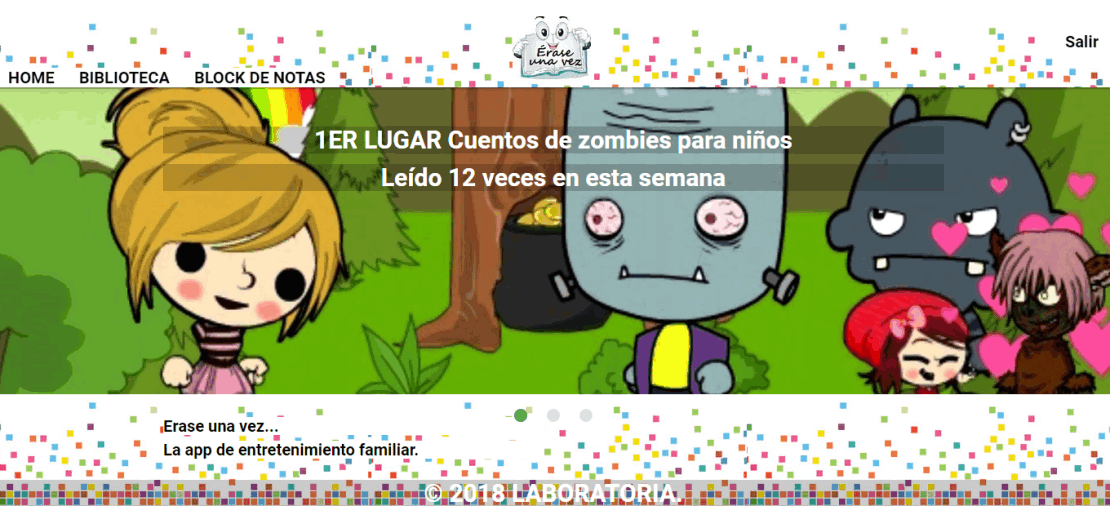 Érase
una vez
Salir
HOME BIBLIOTECA BLOCK DE NOTAS
1ER LUGAR Cuentos de zombies para niños
Leído 12 veces en esta semana
Erase una vez...
La app de entretenimiento familiar.
© 2018 LABORATORIA.